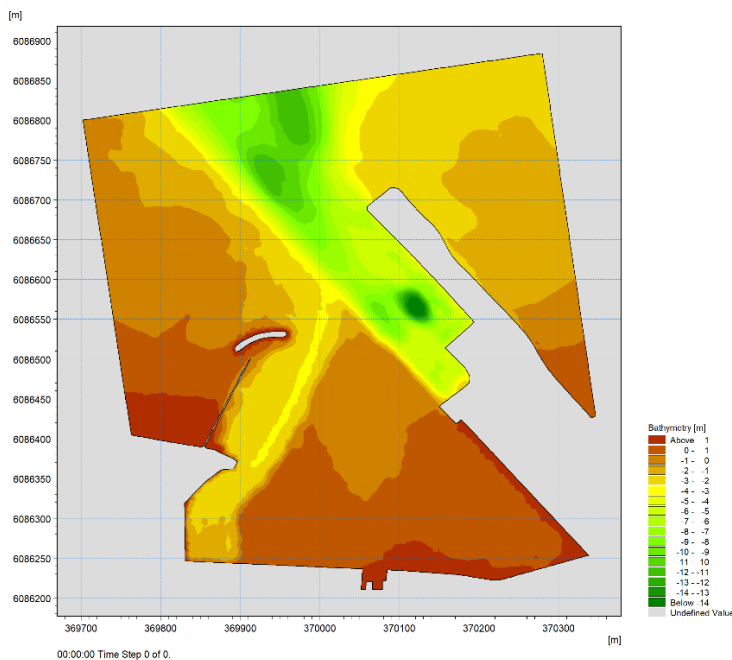 [m]
6086900
6086850
6086800
6086750
6086700
6086650
6086600
6086550
6086500
6086450
6086400
6086350
6086300
6086250
6086200
369700 369800 369900 370000 370100 370200 370300
[m]
00:00:00 Time Step 0 of 0.
Bathymetry [m]
Above 1
0 - 1
-1 - 0
-2 - -1
-3 - -2
-4 - -3
-5 - -4
-6 - -5
-7 - -6
-8 - -7
-9 - -8
-10 - -9
11 - 10
-12 - -11
-13 - -12
-14 - -13
Below -14
Undefined Value